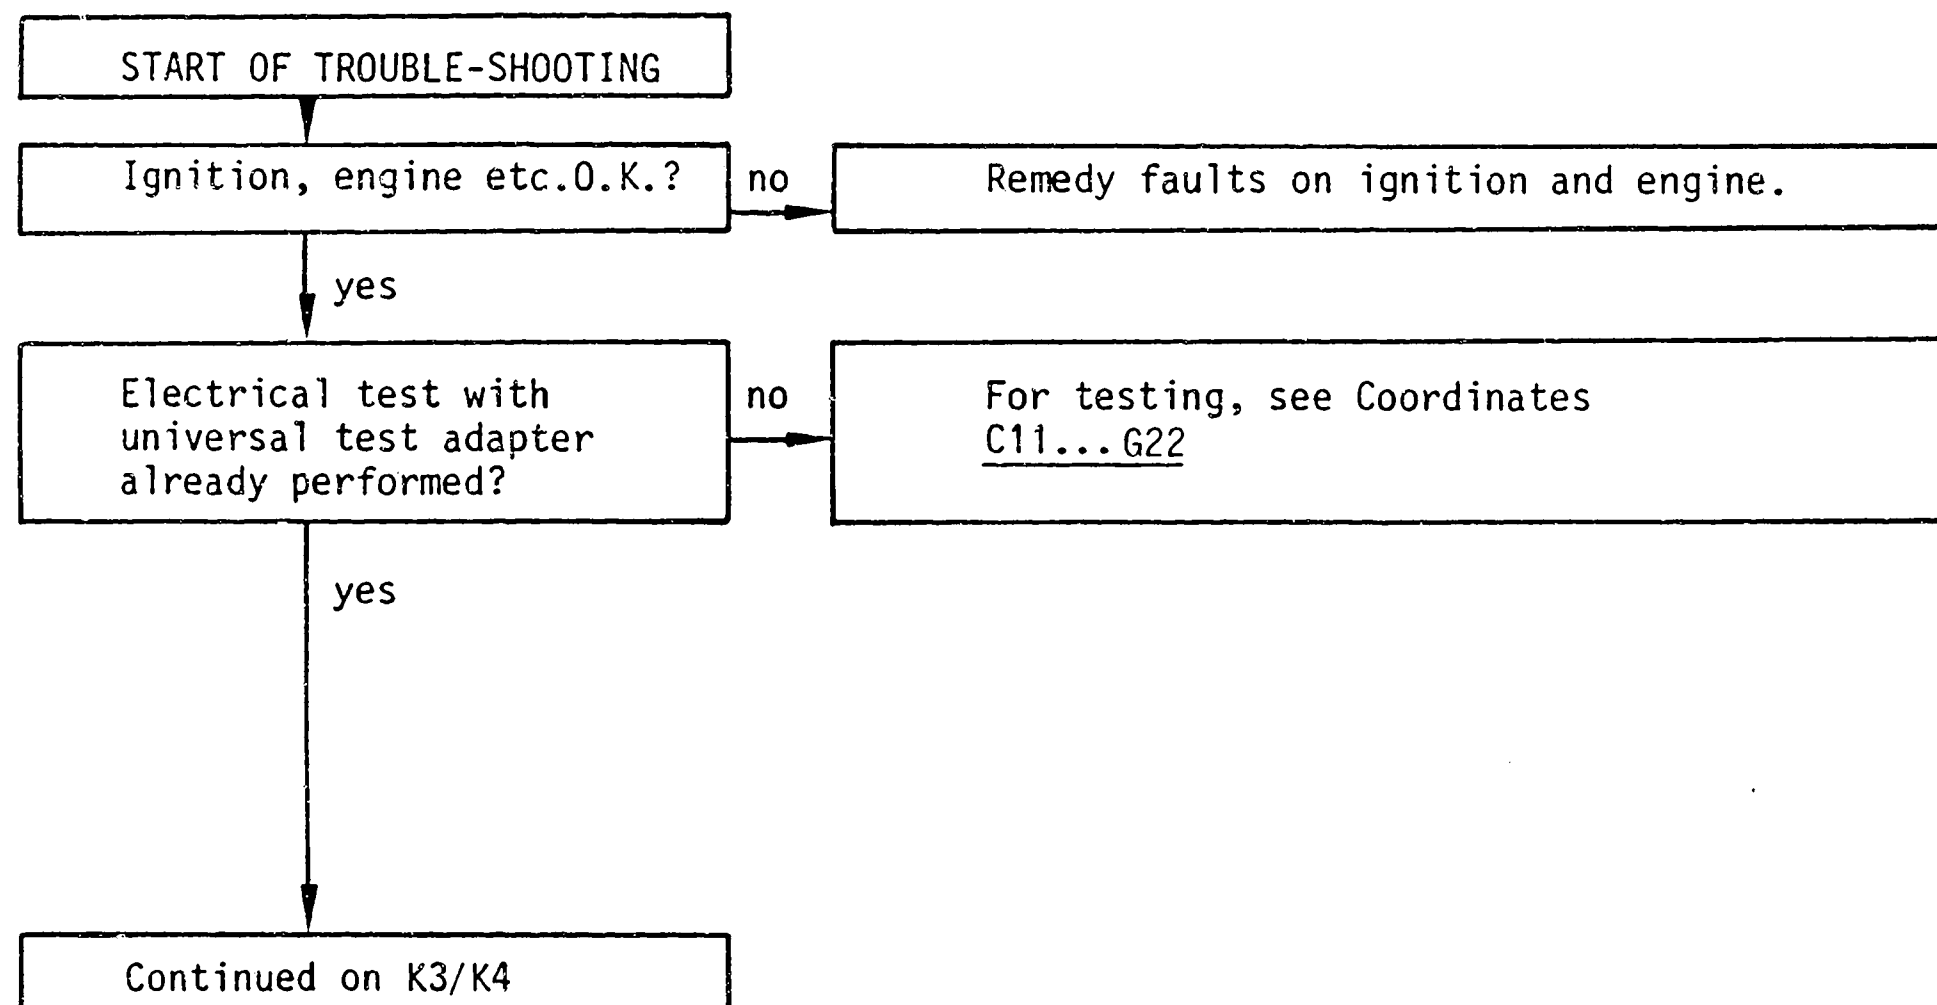 START OF TROUBLE-SHOOTING
Ignition, engine etc.O.K.?
no
Remedy faults on ignition and engine.
yes
Electrical test with
universal test adapter
already performed?
no
For testing, see Coordinates
C11...G22
yes
Continued on K3/K4